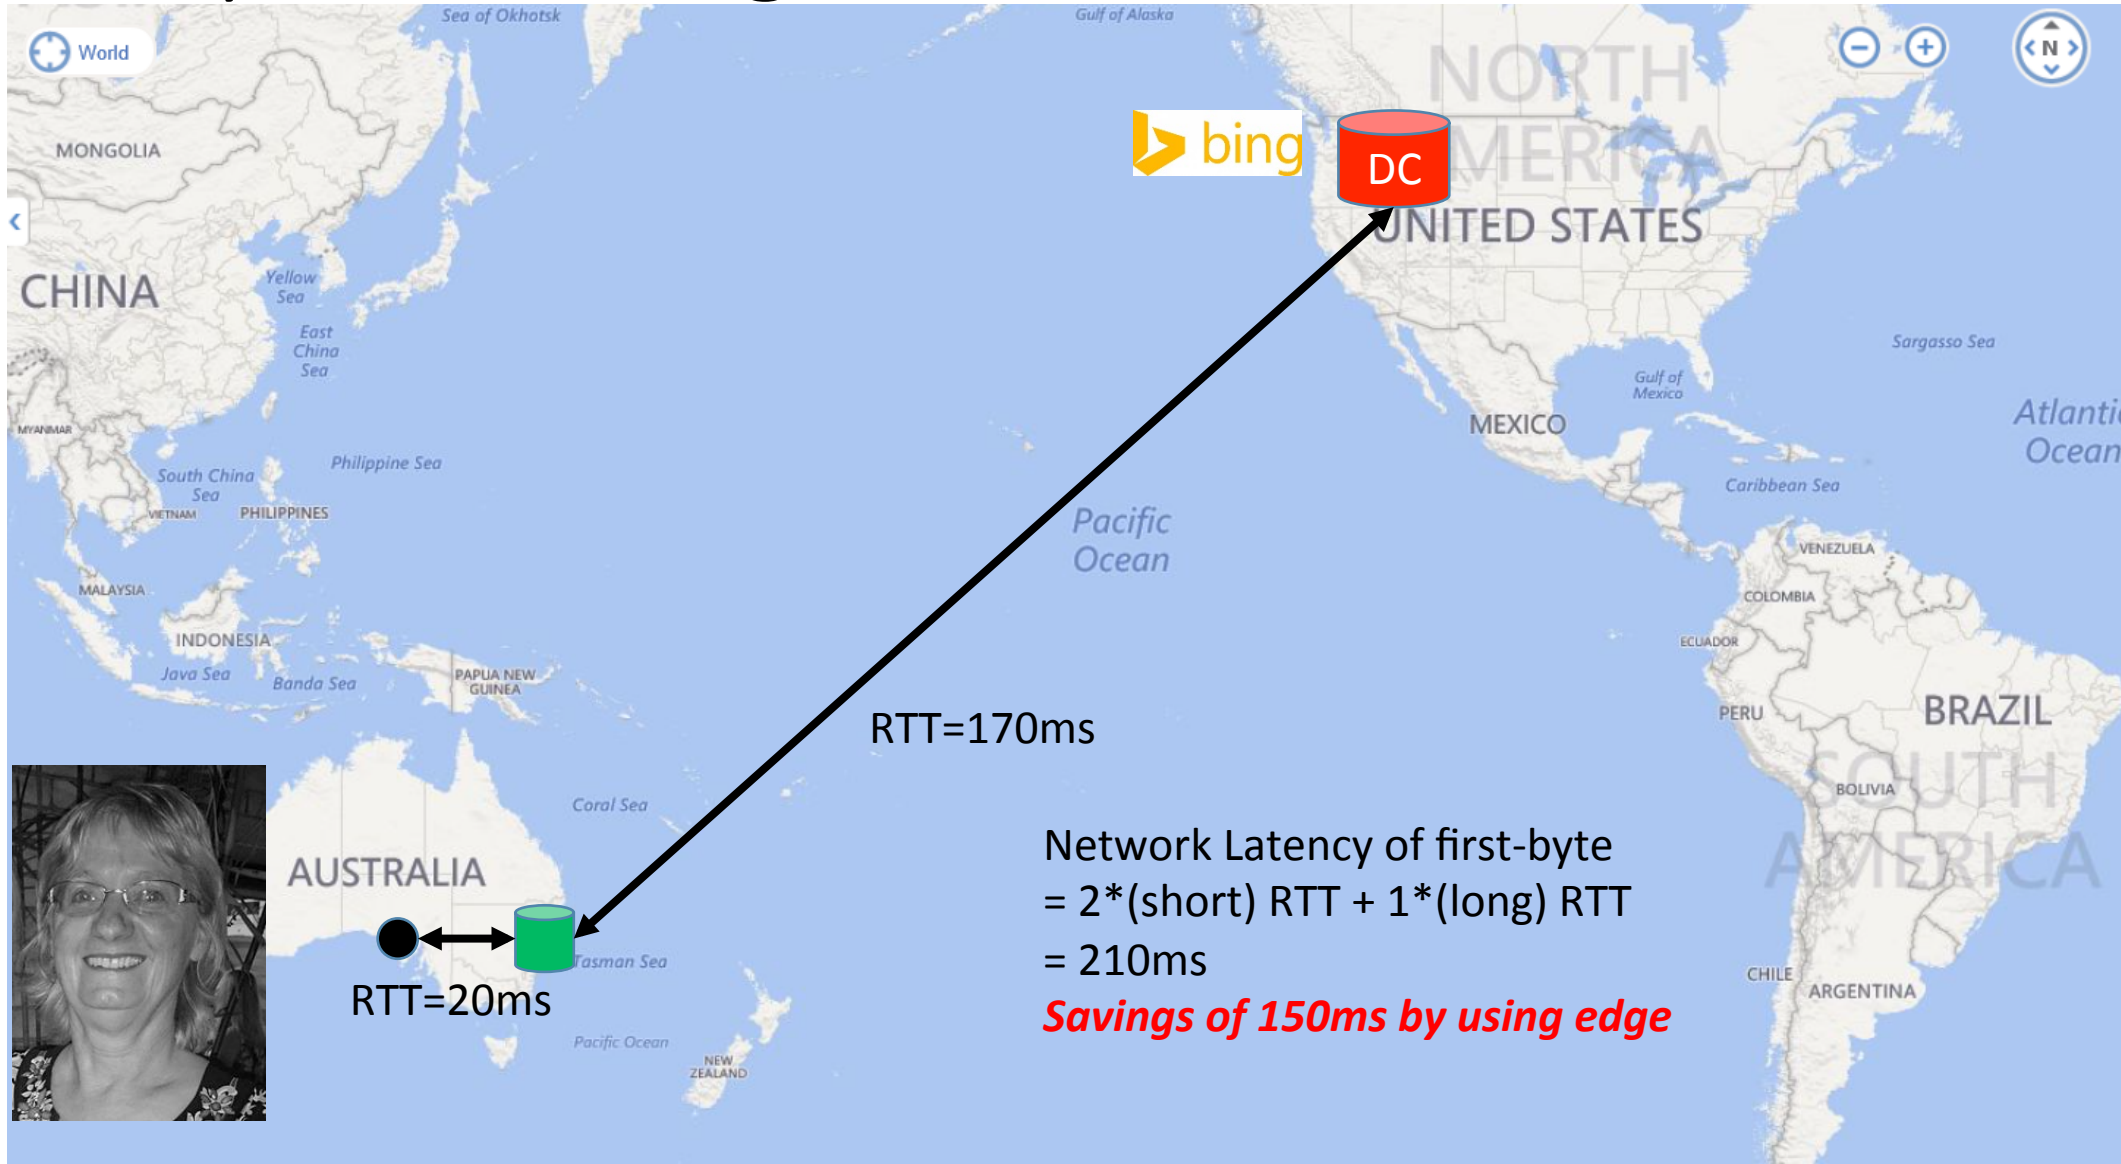 Sea of Okhotsk
Gulf of Alaska
World
N
NORTH
AMERICA
MONGOLIA
bing
DC
UNITED STATES
CHINA
Yellow
Sea
East
China
Sea
Sargasso Sea
Gulf of
Mexico
Atlantic
Ocean
MEXICO
MYANMAR
Philippine Sea
South China
Sea
Caribbean Sea
VIETNAM
PHILIPPINES
Pacific
Ocean
VENEZUELA
MALAYSIA
COLOMBIA
INDONESIA
ECUADOR
Java Sea
Banda Sea
PAPUA NEW
GUINEA
PERU
BRAZIL
RTT=170ms
SOUTH
AMERICA
BOLIVIA
Coral Sea
AUSTRALIA
Network Latency of first-byte
= 2*(short) RTT + 1*(long) RTT
= 210ms
Savings of 150ms by using edge
Tasman Sea
RTT=20ms
CHILE
ARGENTINA
Pacific Ocean
NEW
ZEALAND